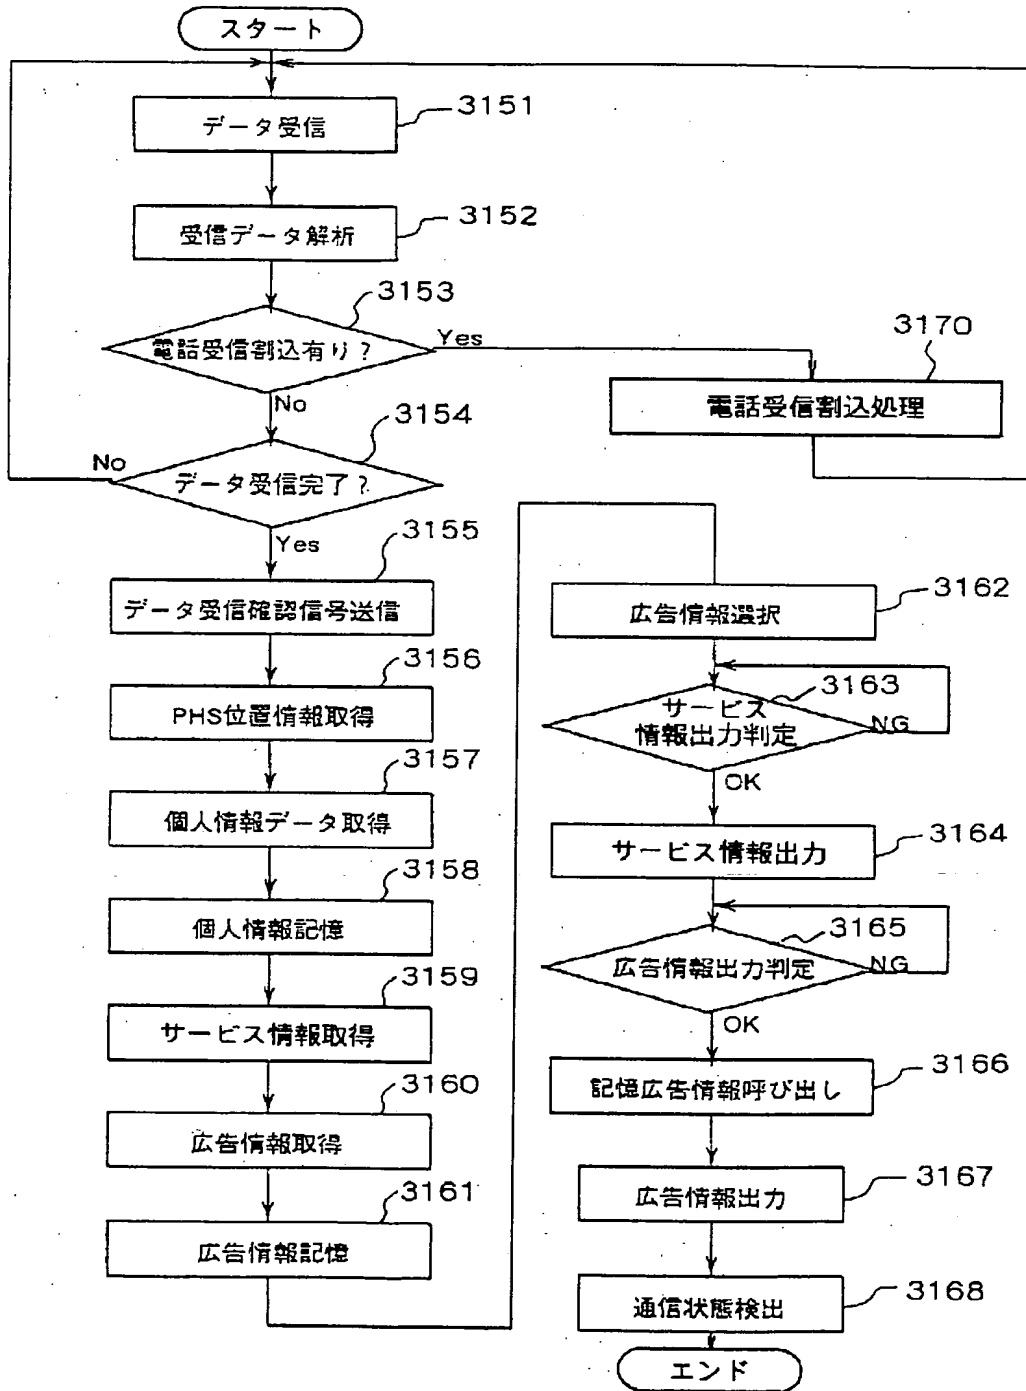 スタート
データ受信
3151
受信データ解析
3152
電話受信割込有り?
3153
Yes
No
電話受信割込処理
3170
データ受信完了?
3154
No
Yes
データ受信確認信号送信
3155
PHS位置情報取得
3156
個人情報データ取得
3157
個人情報記憶
3158
サービス情報取得
3159
広告情報取得
3160
広告情報記憶
3161
広告情報選択
3162
サービス
情報出力判定
3163
NG
OK
サービス情報出力
3164
広告情報出力判定
3165
NG
OK
記憶広告情報呼び出し
3166
広告情報出力
3167
通信状態検出
3168
エンド